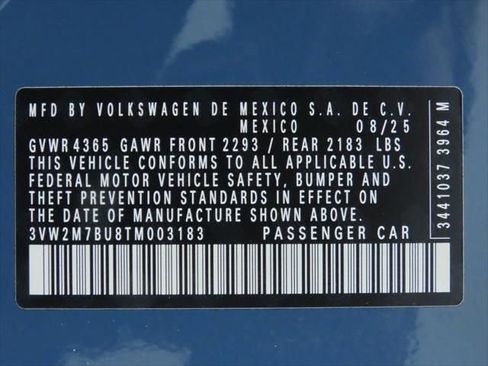 MFD BY VOLKSWAGEN DE MEXICO S.A. DE C.V.
MEXICO 08/25
GVWR 4365 GAWR FRONT 2293 / REAR 2183 LBS
THIS VEHICLE CONFORMS TO ALL APPLICABLE U.S.
FEDERAL MOTOR VEHICLE SAFETY, BUMPER AND
THEFT PREVENTION STANDARDS IN EFFECT ON
THE DATE OF MANUFACTURE SHOWN ABOVE.
3VW2M7BU8TM003183 PASSENGER CAR
3441037 3964 M